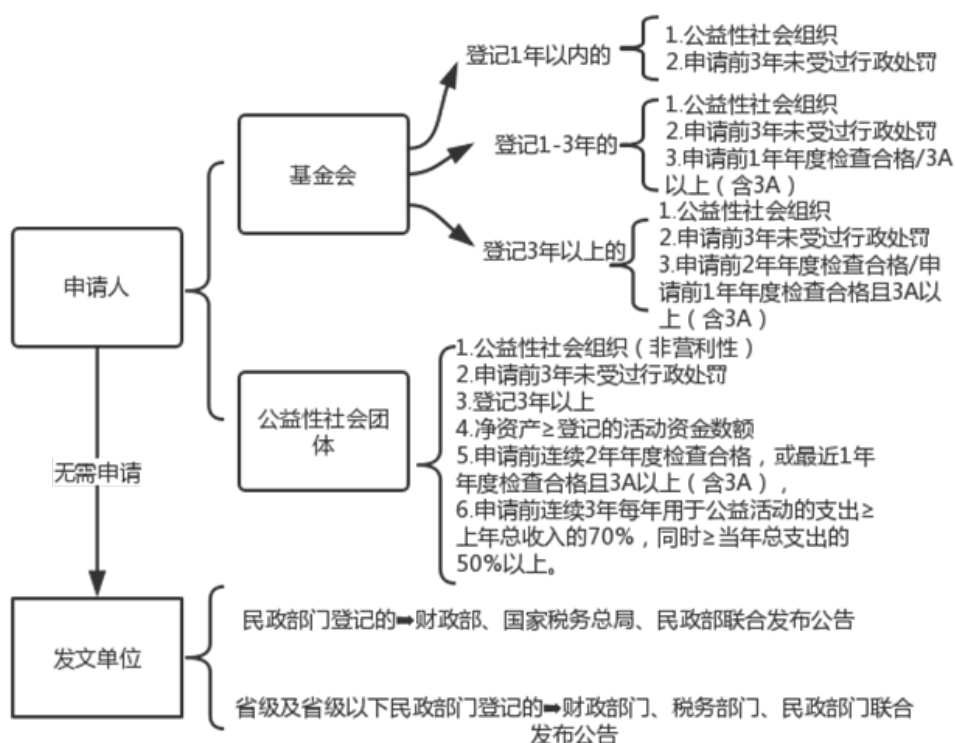 登记1年以内的
1.公益性社会组织
2.申请前3年未受过行政处罚
基金会
登记1-3年的
1.公益性社会组织
2.申请前3年未受过行政处罚
3.申请前1年年度检查合格/3A
以上（含3A）
登记3年以上的
1.公益性社会组织
2.申请前3年未受过行政处罚
3.申请前2年年度检查合格/申
请前1年年度检查合格且3A以
上（含3A）
申请人
公益性社会团
体
1.公益性社会组织（非营利性）
2.申请前3年未受过行政处罚
3.登记3年以上
4.净资产≥登记的活动资金数额
5.申请前连续2年年度检查合格，或最近1年
年度检查合格且3A以上（含3A），
6.申请前连续3年每年用于公益活动的支出≥
上年总收入的70%，同时≥当年总支出的
50%以上。
无需申请
发文单位
民政部门登记的➡财政部、国家税务总局、民政部联合发布公告
省级及省级以下民政部门登记的➡财政部门、税务部门、民政部门联合
发布公告